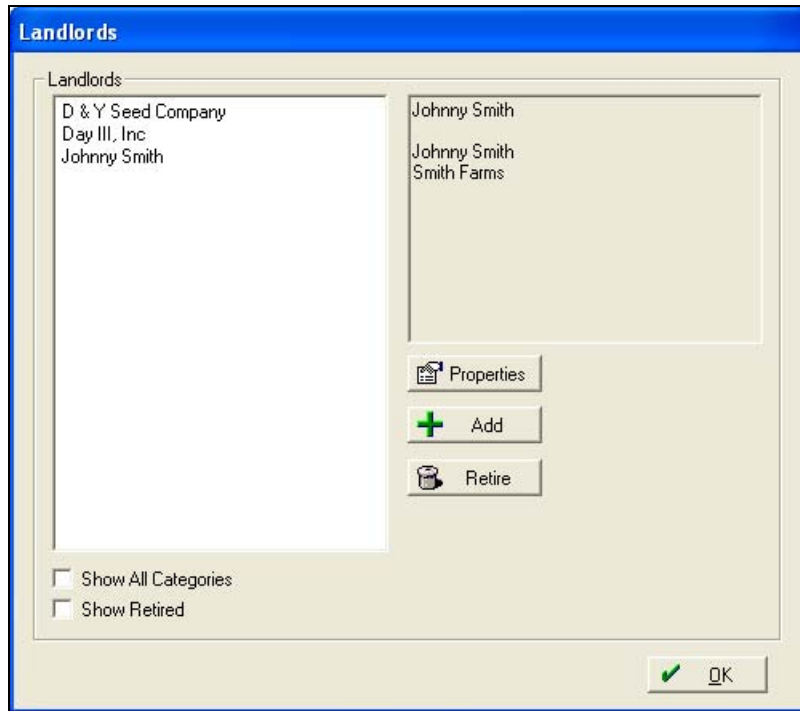 Landlords
Landlords
D & Y Seed Company
Day III, Inc
Johnny Smith
Johnny Smith
Johnny Smith
Smith Farms
Properties
Add
Retire
Show All Categories
Show Retired
OK